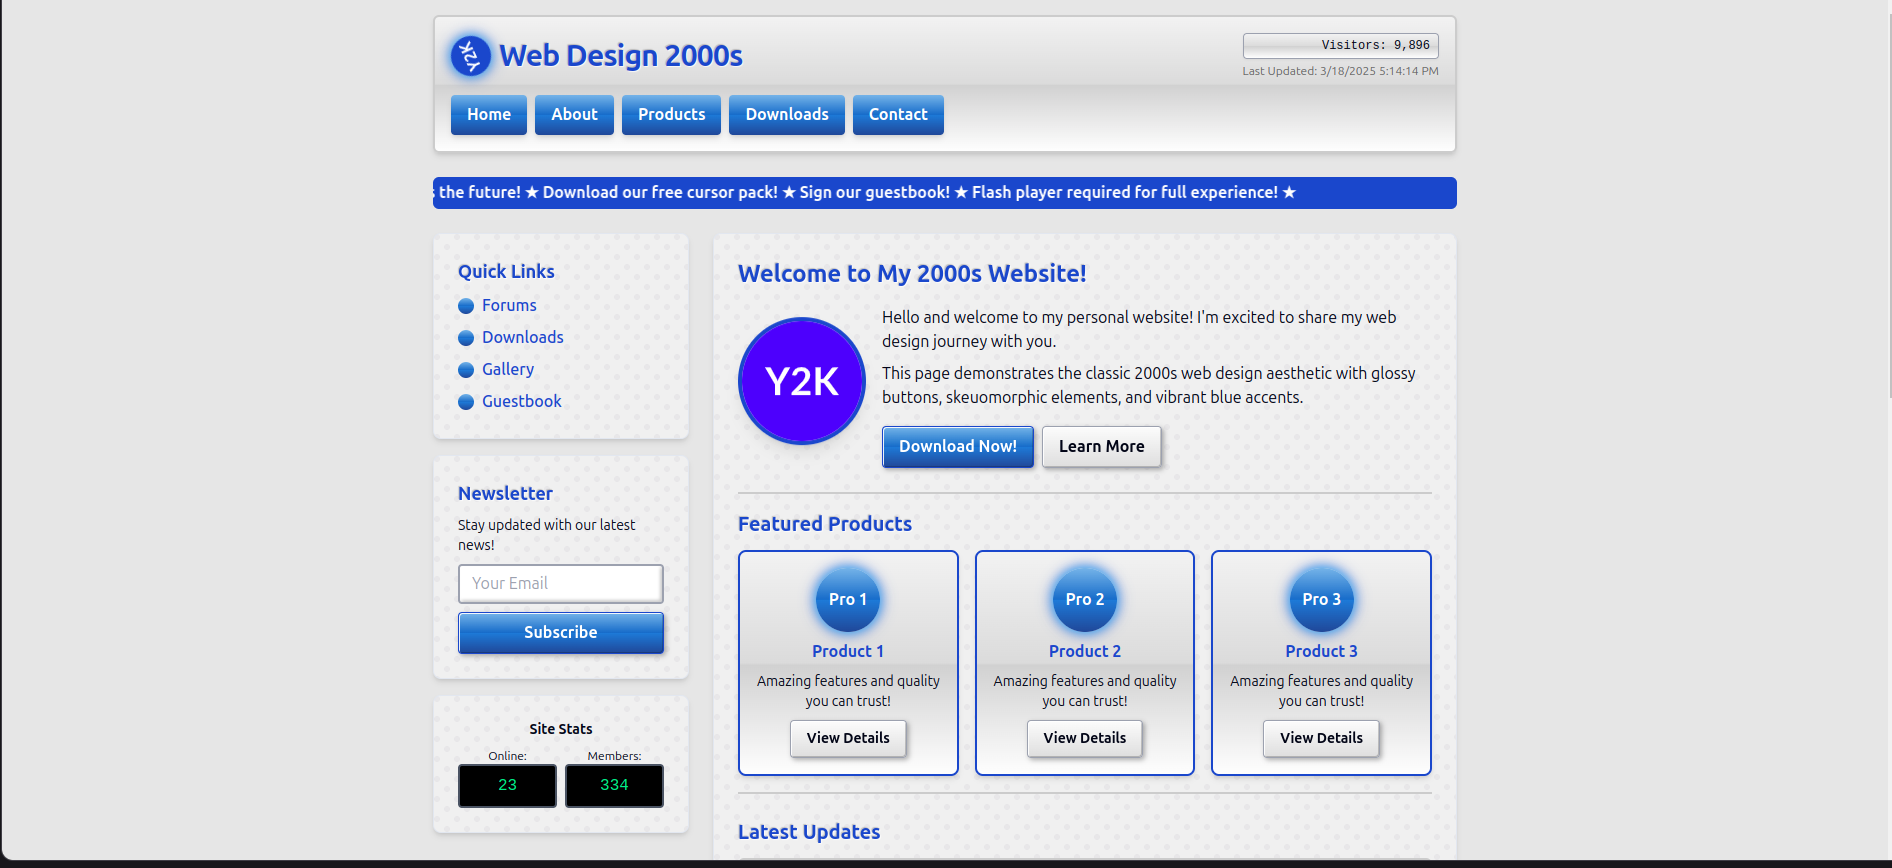 Y2K
Web Design 2000s
Visitors: 9,896
Last Updated: 3/18/2025 5:14:14 PM
Home
About
Products
Downloads
Contact
the future! ★ Download our free cursor pack! ★ Sign our guestbook! ★ Flash player required for full experience! ★
Quick Links
Forums
Downloads
Gallery
Guestbook
Newsletter
Stay updated with our latest
news!
Your Email
Subscribe
Site Stats
Online:
Members:
23
334
Welcome to My 2000s Website!
Y2K
Hello and welcome to my personal website! I'm excited to share my web
design journey with you.
This page demonstrates the classic 2000s web design aesthetic with glossy
buttons, skeuomorphic elements, and vibrant blue accents.
Download Now!
Learn More
Featured Products
Pro 1
Product 1
Amazing features and quality
you can trust!
View Details
Pro 2
Product 2
Amazing features and quality
you can trust!
View Details
Pro 3
Product 3
Amazing features and quality
you can trust!
View Details
Latest Updates